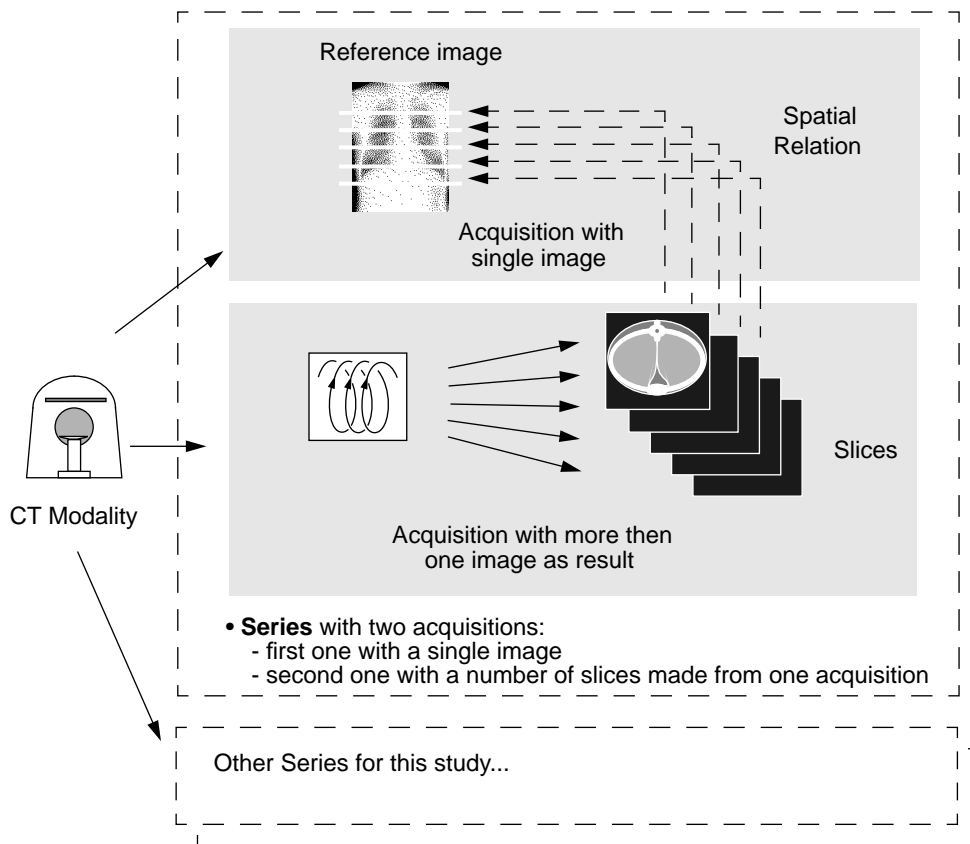 Reference image
Spatial
Relation
Acquisition with
single image
Slices
CT Modality
Acquisition with more then
one image as result
• Series with two acquisitions:
- first one with a single image
- second one with a number of slices made from one acquisition
Other Series for this study...